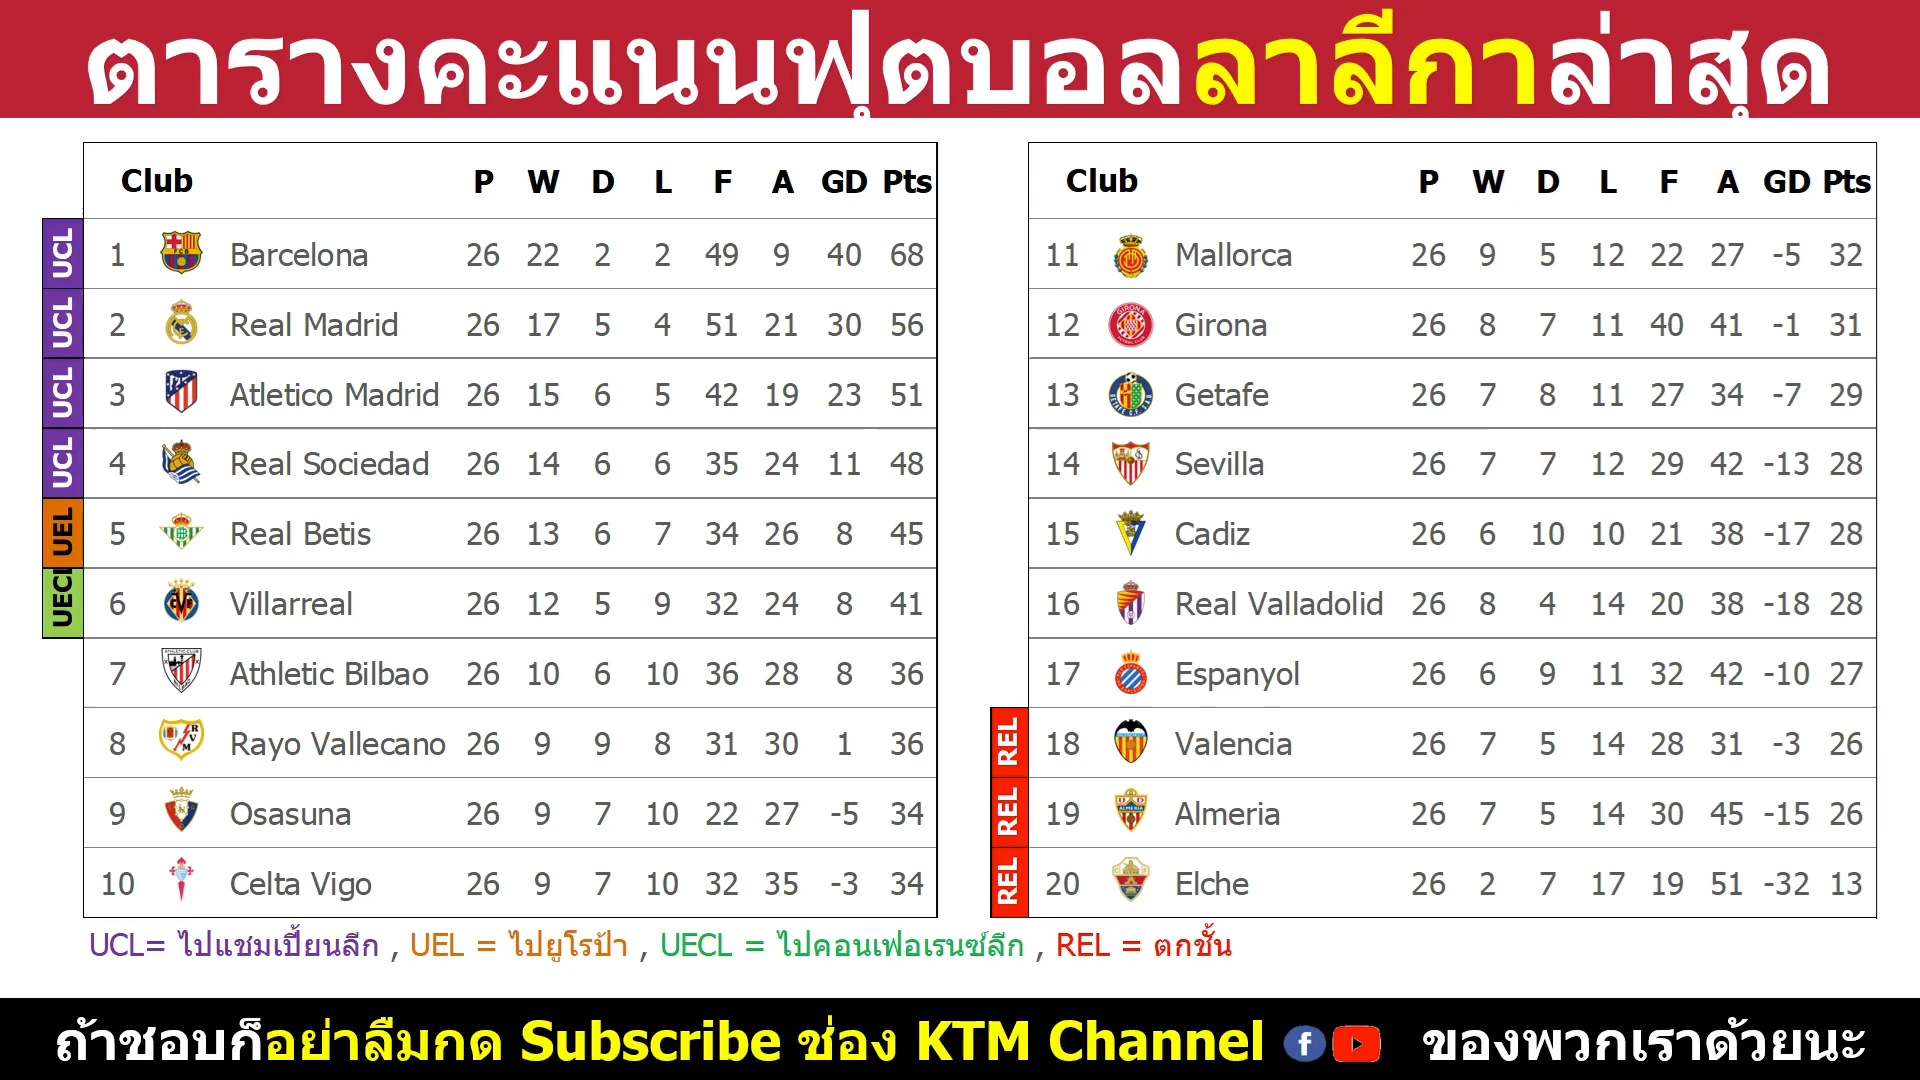 ตารางคะแนนฟุตบอลลาลีกาล่าสุด
Club P W D L F A GD Pts
UCL 1 Barcelona 26 22 2 2 49 9 40 68
UCL 2 Real Madrid 26 17 5 4 51 21 30 56
UCL 3 Atletico Madrid 26 15 6 5 42 19 23 51
UCL 4 Real Sociedad 26 14 6 6 35 24 11 48
UEL 5 Real Betis 26 13 6 7 34 26 8 45
UECL 6 Villarreal 26 12 5 9 32 24 8 41
7 Athletic Bilbao 26 10 6 10 36 28 8 36
8 Rayo Vallecano 26 9 9 8 31 30 1 36
9 Osasuna 26 9 7 10 22 27 -5 34
10 Celta Vigo 26 9 7 10 32 35 -3 34
Club P W D L F A GD Pts
11 Mallorca 26 9 5 12 22 27 -5 32
12 Girona 26 8 7 11 40 41 -1 31
13 Getafe 26 7 8 11 27 34 -7 29
14 Sevilla 26 7 7 12 29 42 -13 28
15 Cadiz 26 6 10 10 21 38 -17 28
16 Real Valladolid 26 8 4 14 20 38 -18 28
17 Espanyol 26 6 9 11 32 42 -10 27
REL 18 Valencia 26 7 5 14 28 31 -3 26
REL 19 Almeria 26 7 5 14 30 45 -15 26
REL 20 Elche 26 2 7 17 19 51 -32 13
UCL= ไปแชมเปี้ยนลีก , UEL = ไปยูโรป้า , UECL = ไปคอนเฟอเรนซ์ลีก , REL = ตกชั้น
ถ้าชอบก็อย่าลืมกด Subscribe ช่อง KTM Channel ของพวกเราด้วยนะ